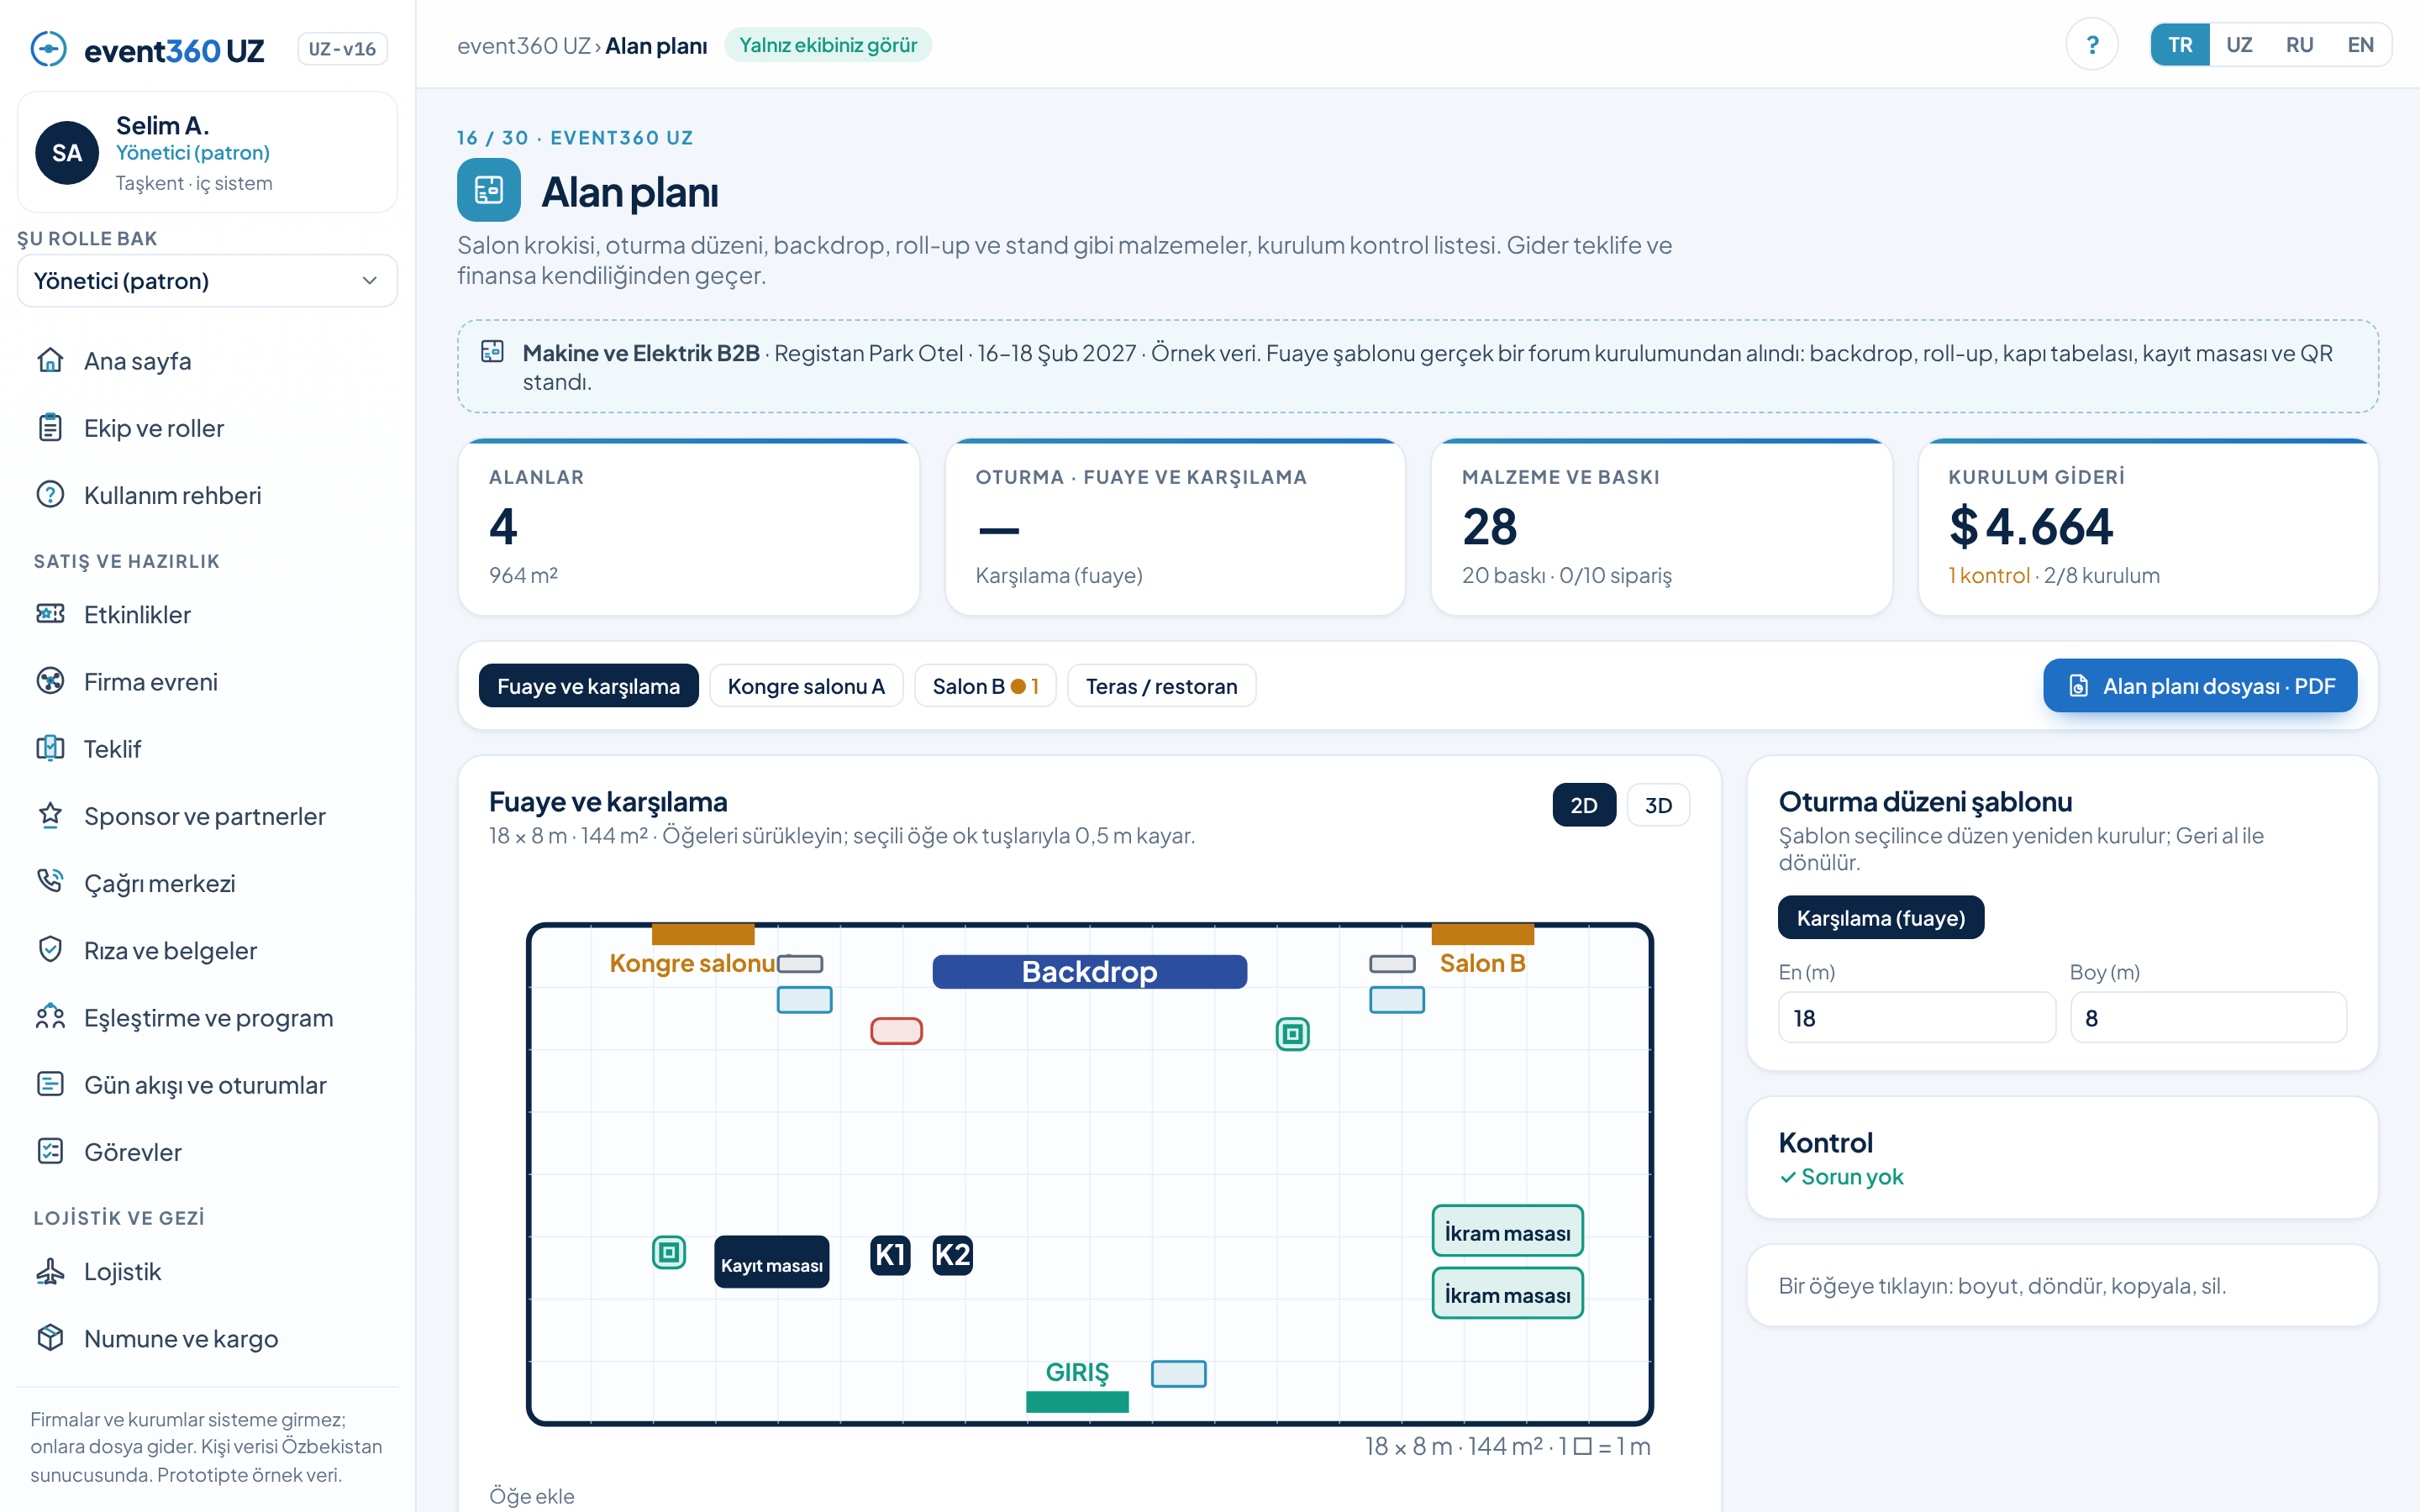 event360 UZ
UZ-v16
SA
Selim A.
Yönetici (patron)
Taşkent · iç sistem
ŞU ROLLE BAK
Yönetici (patron)
Ana sayfa
Ekip ve roller
Kullanım rehberi
SATIŞ VE HAZIRLIK
Etkinlikler
Firma evreni
Teklif
Sponsor ve partnerler
Çağrı merkezi
Rıza ve belgeler
Eşleştirme ve program
Gün akışı ve oturumlar
Görevler
LOJİSTİK VE GEZİ
Lojistik
Numune ve kargo
Firmalar ve kurumlar sisteme girmez;
onlara dosya gider. Kişi verisi Özbekistan
sunucusunda. Prototipte örnek veri.
event360 UZ › Alan planı
Yalnız ekibiniz görür
?
TR UZ RU EN
16 / 30 · EVENT360 UZ
Alan planı
Salon krokisi, oturma düzeni, backdrop, roll-up ve stand gibi malzemeler, kurulum kontrol listesi. Gider teklife ve
finansa kendiliğinden geçer.
Makine ve Elektrik B2B · Registan Park Otel · 16–18 Şub 2027 · Örnek veri. Fuaye şablonu gerçek bir forum kurulumundan alındı: backdrop, roll-up, kapı tabelası, kayıt masası ve QR
standı.
ALANLAR
4
964 m²
OTURMA · FUAYE VE KARŞILAMA
—
Karşılama (fuaye)
MALZEME VE BASKI
28
20 baskı · 0/10 sipariş
KURULUM GİDERİ
$ 4.664
1 kontrol · 2/8 kurulum
Fuaye ve karşılama
Kongre salonu A
Salon B 1
Teras / restoran
Alan planı dosyası · PDF
Fuaye ve karşılama
18 × 8 m · 144 m² · Öğeleri sürükleyin; seçili öğe ok tuşlarıyla 0,5 m kayar.
2D
3D
Kongre salonu
Backdrop
Salon B
Kayıt masası
K1
K2
İkram masası
İkram masası
GIRIŞ
18 × 8 m · 144 m² · 1 □ = 1 m
Öğe ekle
Oturma düzeni şablonu
Şablon seçilince düzen yeniden kurulur; Geri al ile
dönülür.
Karşılama (fuaye)
En (m)
Boy (m)
18
8
Kontrol
✓ Sorun yok
Bir öğeye tıklayın: boyut, döndür, kopyala, sil.